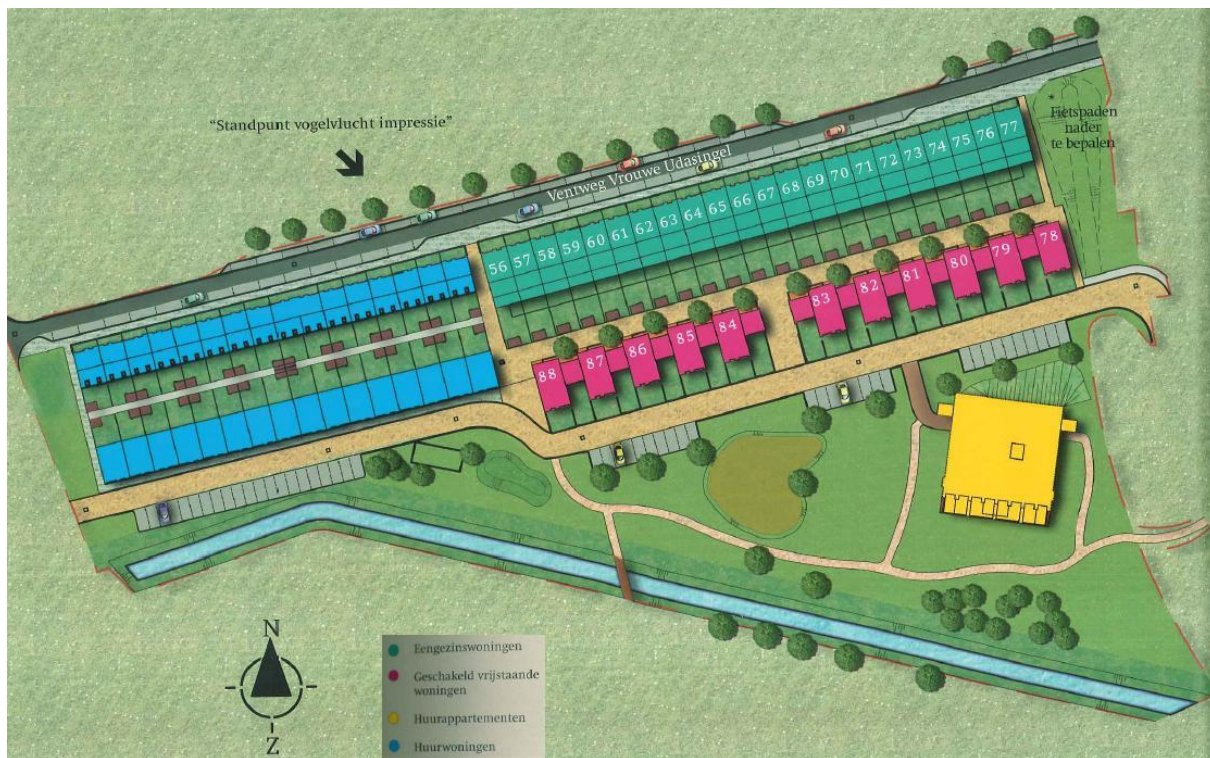 "Standpunt vogelvlucht impressie"
Ventweg Vrouwe Udasingel
*
Fietspaden
nader
te bepalen
56 57 58 59 60 61 62 63 64 65 66 67 68 69 70 71 72 73 74 75 76 77
88 87 86 85 84 83 82 81 80 79 78
N
Z
Eengezinswoningen
Geschakeld vrijstaande
woningen
Huurappartementen
Huurwoningen